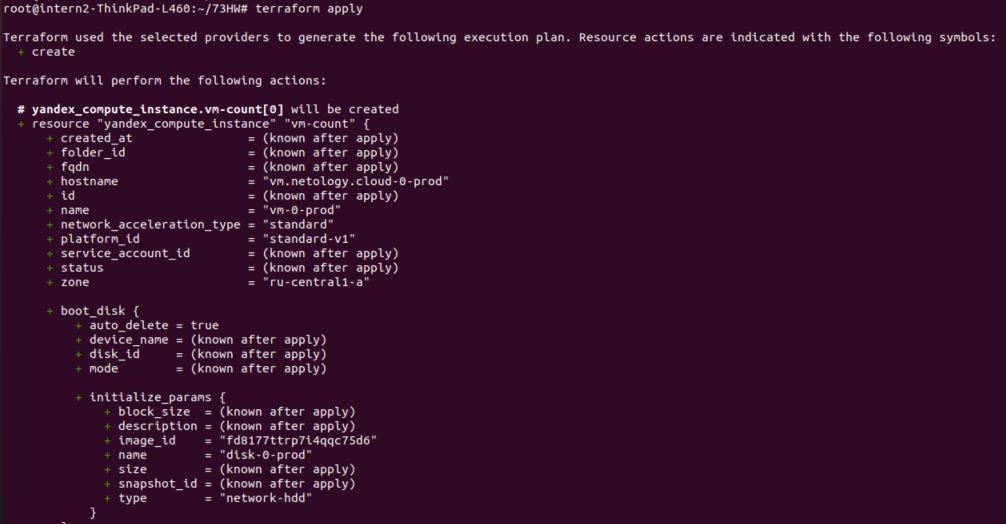 root@intern2-ThinkPad-L460:~/73HW# terraform apply
Terraform used the selected providers to generate the following execution plan. Resource actions are indicated with the following symbols:
  + create
Terraform will perform the following actions:
  # yandex_compute_instance.vm-count[0] will be created
  + resource "yandex_compute_instance" "vm-count" {
      + created_at                = (known after apply)
      + folder_id                 = (known after apply)
      + fqdn                      = (known after apply)
      + hostname                  = "vm.netology.cloud-0-prod"
      + id                        = (known after apply)
      + name                      = "vm-0-prod"
      + network_acceleration_type = "standard"
      + platform_id               = "standard-v1"
      + service_account_id        = (known after apply)
      + status                    = (known after apply)
      + zone                      = "ru-central1-a"
      + boot_disk {
          + auto_delete = true
          + device_name = (known after apply)
          + disk_id     = (known after apply)
          + mode        = (known after apply)
          + initialize_params {
              + block_size  = (known after apply)
              + description = (known after apply)
              + image_id    = "fd8177ttrp7i4qqc75d6"
              + name        = "disk-0-prod"
              + size        = (known after apply)
              + snapshot_id = (known after apply)
              + type        = "network-hdd"
            }